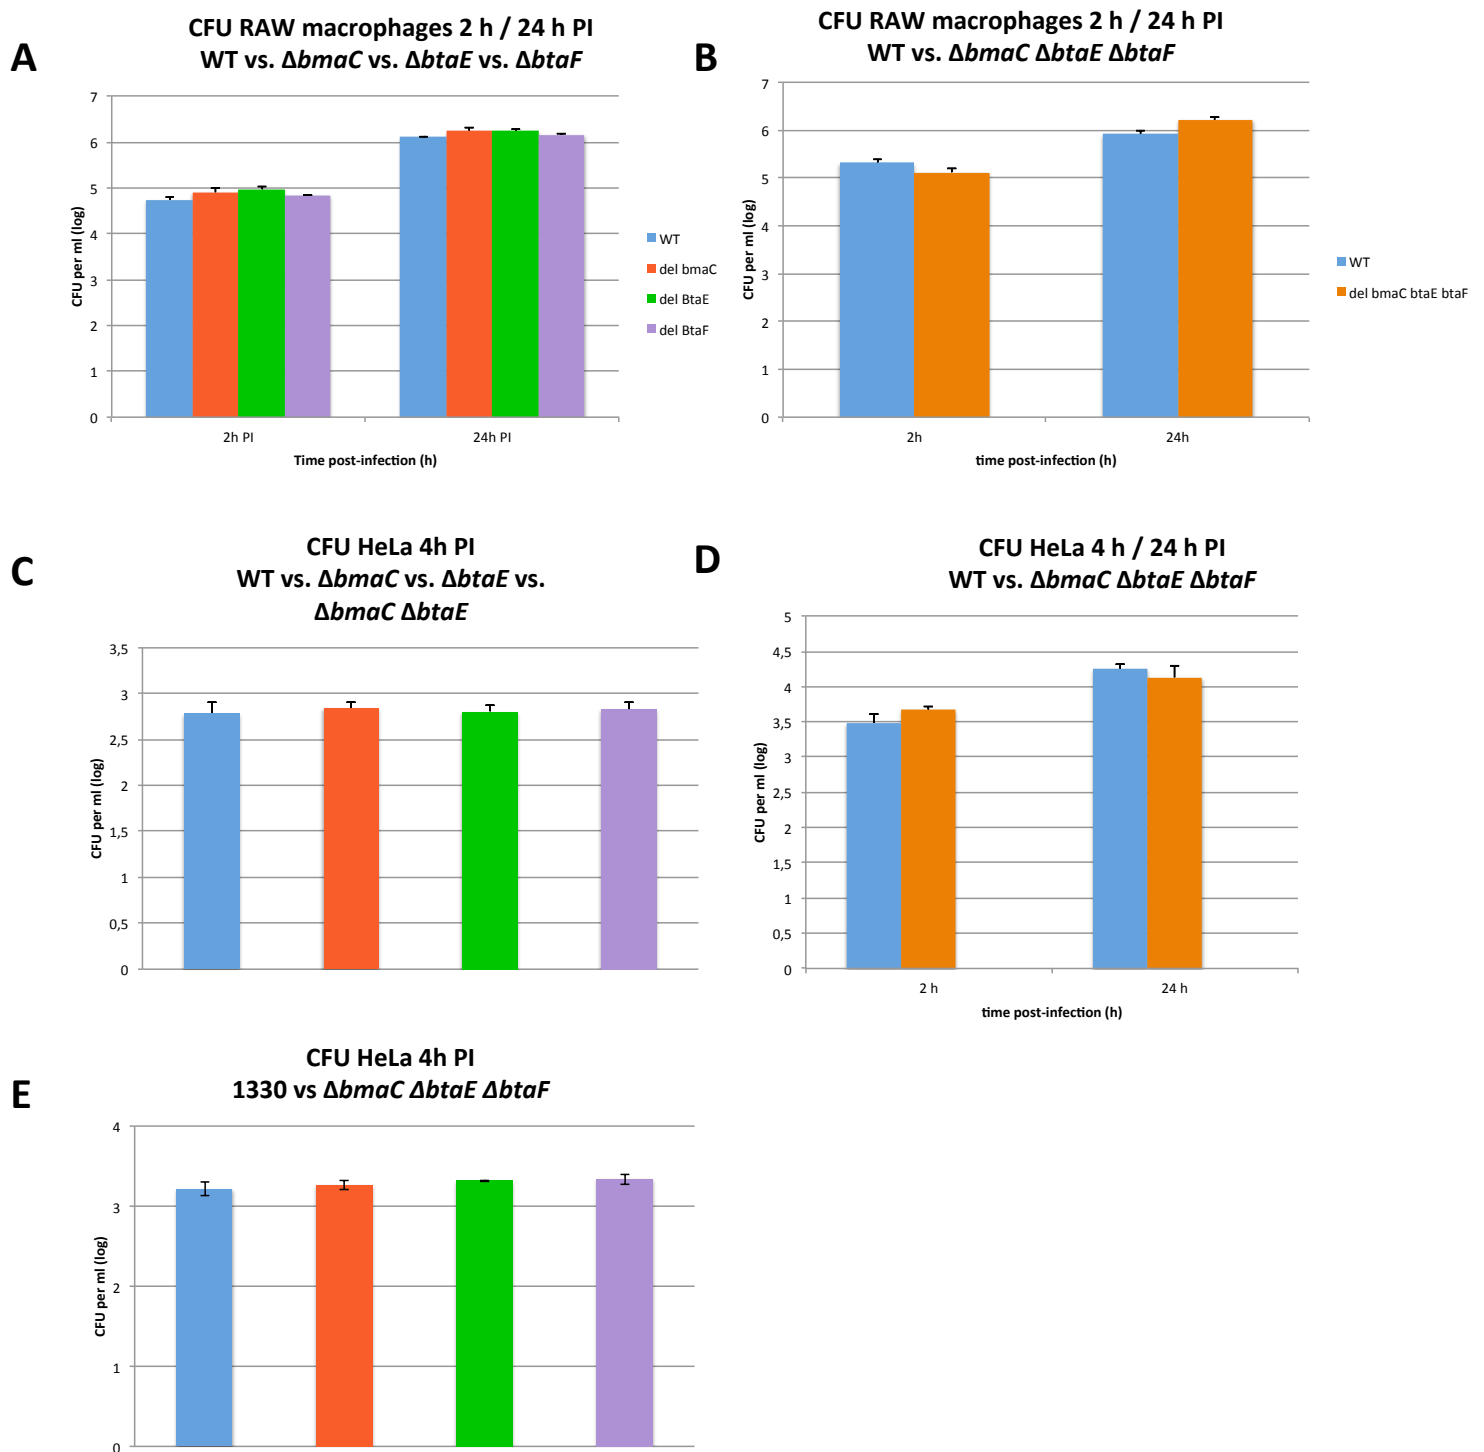 A
CFU RAW macrophages 2 h / 24 h PI
WT vs. ΔbmaC vs. ΔbtaE vs. ΔbtaF
7
6
5
4
3
2
1
0
CFU per ml (log)
2h PI
24h PI
Time post-infection (h)
WT
del bmaC
del BtaE
del BtaF
B
CFU RAW macrophages 2 h / 24 h PI
WT vs. ΔbmaC ΔbtaE ΔbtaF
7
6
5
4
3
2
1
0
CFU per ml (log)
2h
24h
time post-infection (h)
WT
del bmaC btaE btaF
C
CFU HeLa 4h PI
WT vs. ΔbmaC vs. ΔbtaE vs.
ΔbmaC ΔbtaE
3,5
3
2,5
2
1,5
1
0,5
0
CFU per ml (log)
D
CFU HeLa 4 h / 24 h PI
WT vs. ΔbmaC ΔbtaE ΔbtaF
5
4,5
4
3,5
3
2,5
2
1,5
1
0,5
0
CFU per ml (log)
2 h
24 h
time post-infection (h)
E
CFU HeLa 4h PI
1330 vs ΔbmaC ΔbtaE ΔbtaF
4
3
2
1
0
CFU per ml (log)